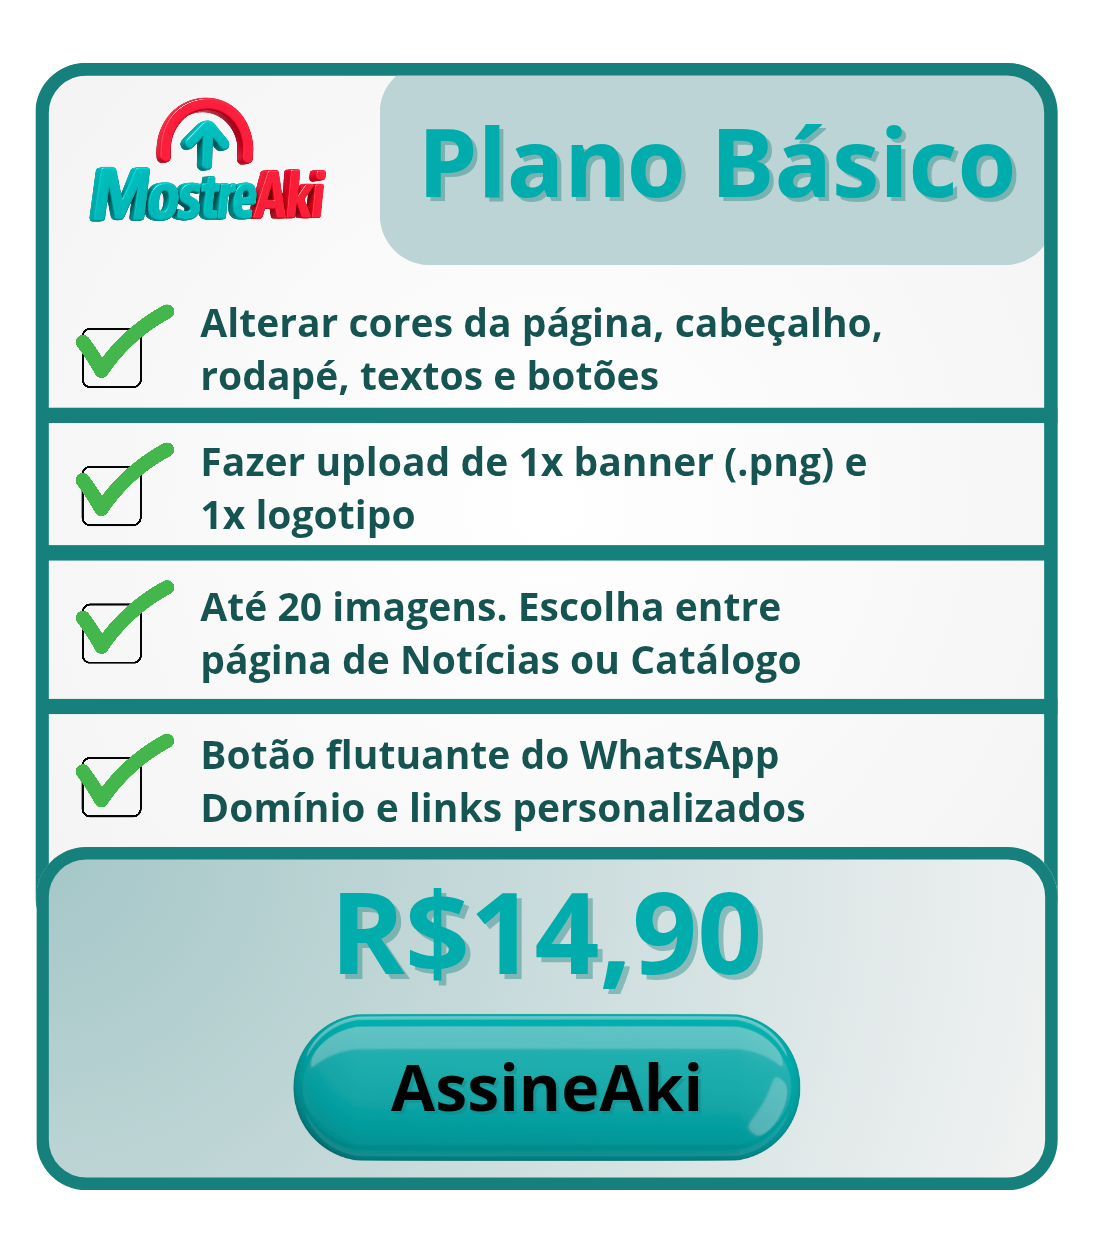 MostreAki
Plano Básico
Alterar cores da página, cabeçalho,
rodapé, textos e botões
Fazer upload de 1x banner (.png) e
1x logotipo
Até 20 imagens. Escolha entre
página de Notícias ou Catálogo
Botão flutuante do WhatsApp
Domínio e links personalizados
R$14,90
AssineAki